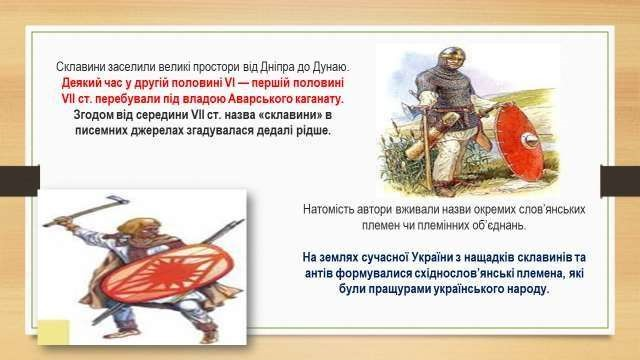 Склавини заселили великі простори від Дніпра до Дунаю.
Деякий час у другій половині VI — першій половині
VII ст. перебували під владою Аварського каганату.
Згодом від середини VII ст. назва «склавини» в
писемних джерелах згадувалася дедалі рідше.
Натомість автори вживали назви окремих слов’янських
племен чи племінних об’єднань.
На землях сучасної України з нащадків склавинів та
антів формувалися східнослов’янські племена, які
були пращурами українського народу.